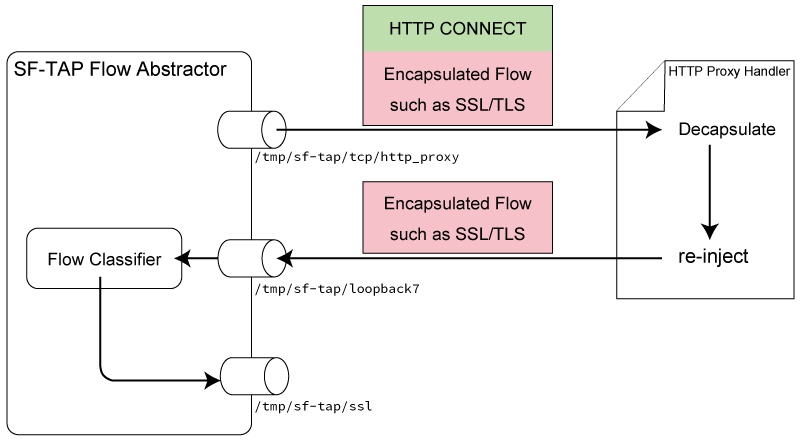 HTTP CONNECT
Encapsulated Flow
such as SSL/TLS
SF-TAP Flow Abstractor
HTTP Proxy Handler
Decapsulate
/tmp/sf-tap/tcp/http_proxy
Encapsulated Flow
such as SSL/TLS
Flow Classifier
re-inject
/tmp/sf-tap/loopback7
/tmp/sf-tap/ssl